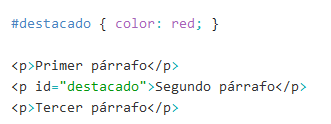 #destacado { color: red; }
<p>Primer párrafo</p>
<p id="destacado">Segundo párrafo</p>
<p>Tercer párrafo</p>